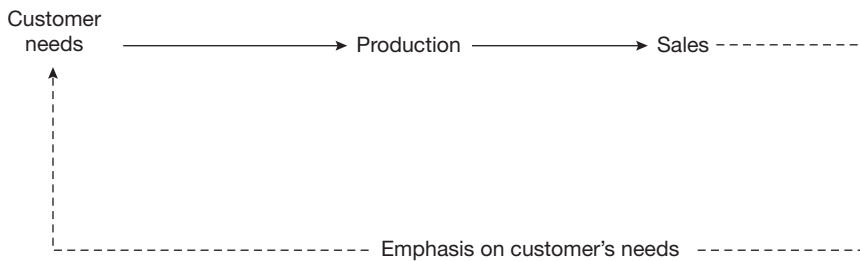 Customer
needs
Production
Sales
Emphasis on customer’s needs